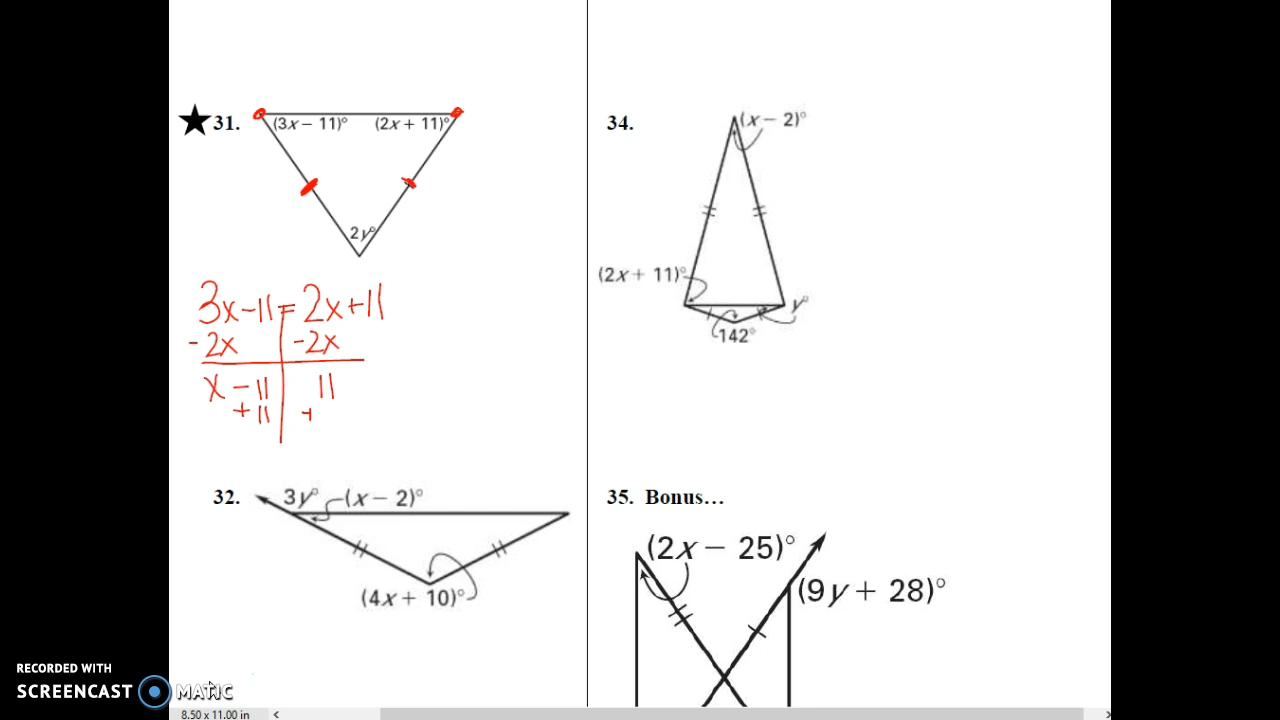 31.
(3x − 11)° (2x + 11)°
2y°
3x−11 = 2x+11
-2x -2x
x − 11 11
+ 11 +
32.
3y° (x − 2)°
(4x + 10)°
34.
(x − 2)°
(2x + 11)°
y°
142°
35. Bonus…
(2x − 25)°
(9y + 28)°
RECORDED WITH
SCREENCAST MATIC
8.50 x 11.00 in